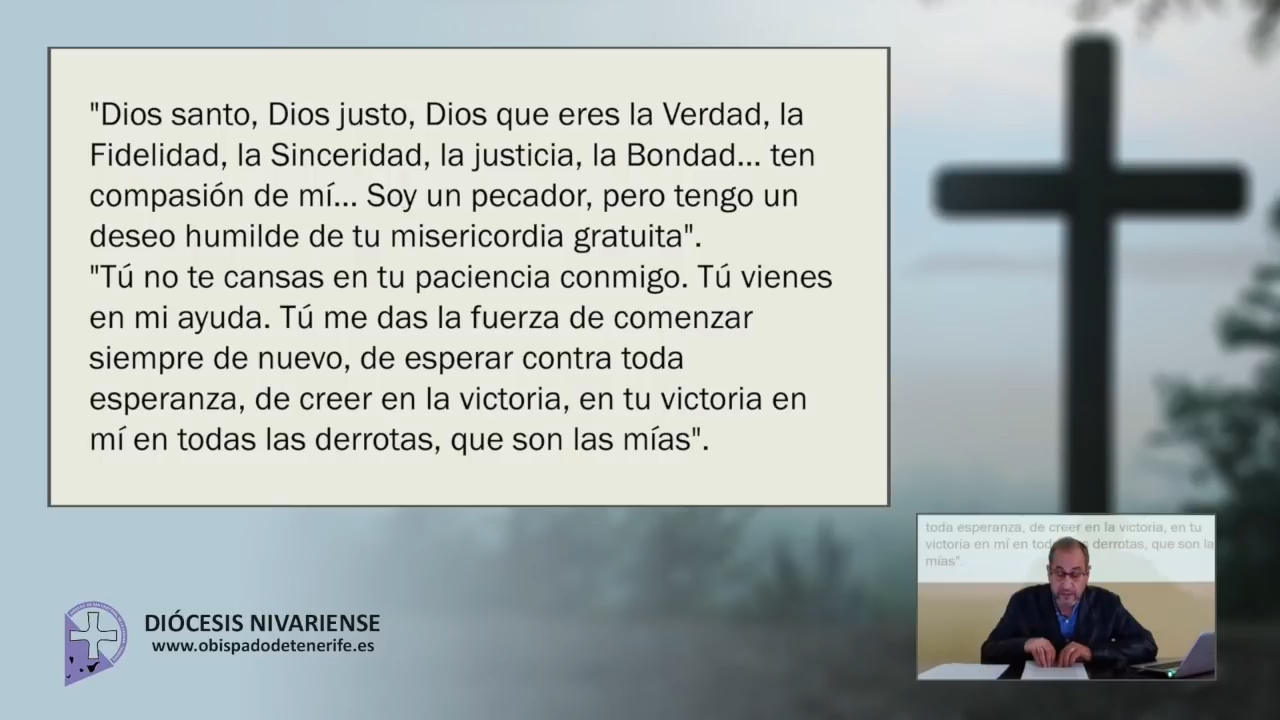 "Dios santo, Dios justo, Dios que eres la Verdad, la
Fidelidad, la Sinceridad, la justicia, la Bondad... ten
compasión de mí... Soy un pecador, pero tengo un
deseo humilde de tu misericordia gratuita".
"Tú no te cansas en tu paciencia conmigo. Tú vienes
en mi ayuda. Tú me das la fuerza de comenzar
siempre de nuevo, de esperar contra toda
esperanza, de creer en la victoria, en tu victoria en
mí en todas las derrotas, que son las mías".
toda esperanza, de creer en la victoria, en tu
victoria en mí en derrotas, que son la
mías".
DIÓCESIS NIVARIENSE
www.obispadodetenerife.es